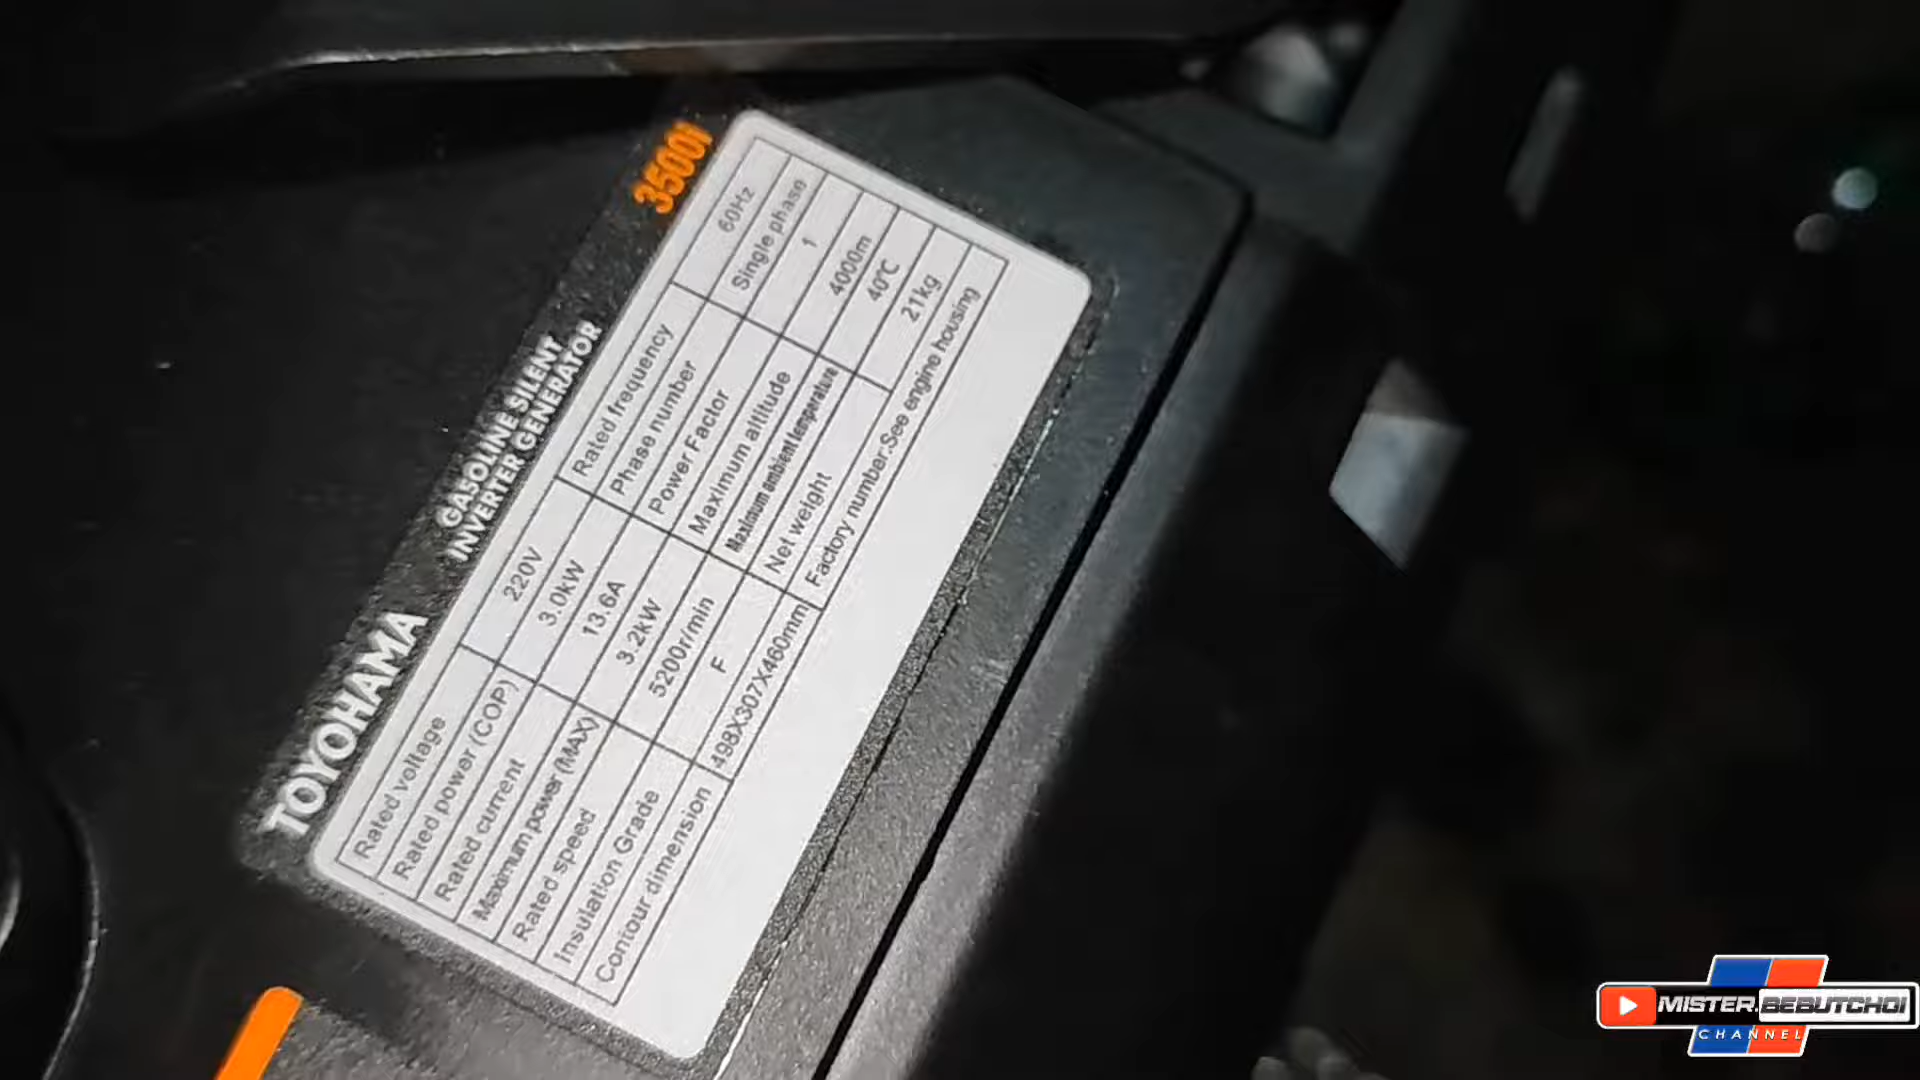 TOYOHAMA
GASOLINE SILENT
INVERTER GENERATOR
3500i
Rated voltage 220V Rated frequency 60Hz
Rated power (COP) 3.0kW Phase number Single phase
Rated current 13.6A Power Factor 1
Maximum power (MAX) 3.2kW Maximum altitude 4000m
Rated speed 5200r/min Maximum ambient temperature 40℃
Insulation Grade F Net weight 21kg
Contour dimension 498X307X460mm Factory number:See engine housing
MISTER.BEBUTCHOI
CHANNEL